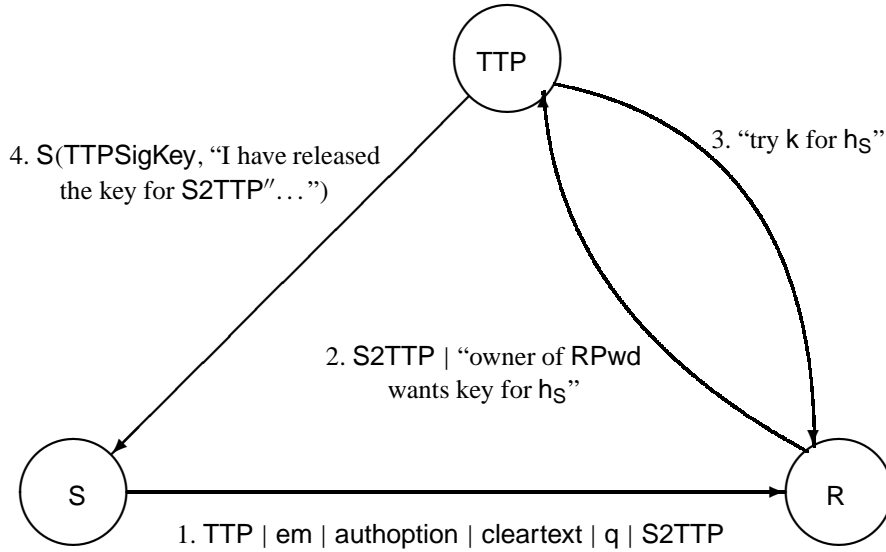 TTP
3. “try k for hS”
4. S(TTPSigKey, “I have released
the key for S2TTP″…”)
2. S2TTP | “owner of RPwd
wants key for hS”
S
R
1. TTP | em | authoption | cleartext | q | S2TTP